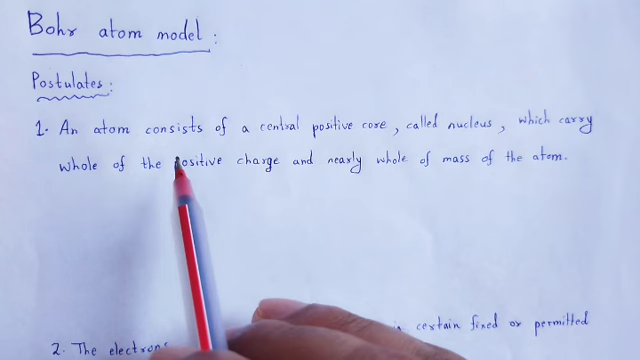 Bohr atom model :
Postulates :
1. An atom consists of a central positive core, called nucleus, which carry
whole of the positive charge and nearly whole of mass of the atom.
2. The electrons certain fixed or permitted